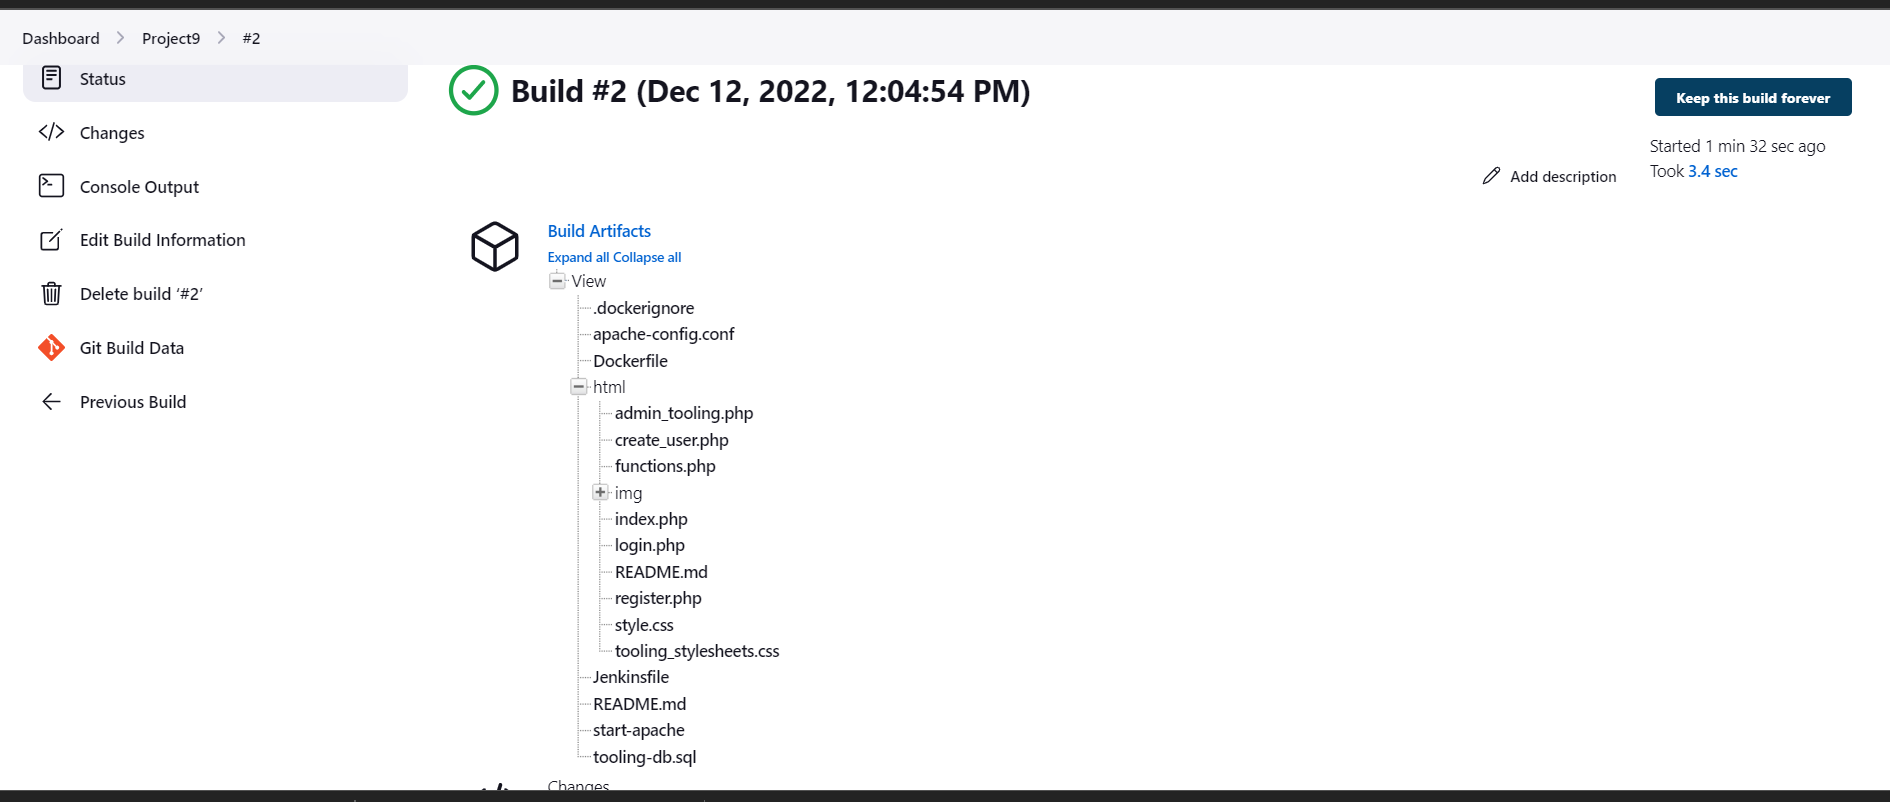 Dashboard > Project9 > #2
Status
Changes
Console Output
Edit Build Information
Delete build ‘#2’
Git Build Data
Previous Build
Build #2 (Dec 12, 2022, 12:04:54 PM)
Keep this build forever
Started 1 min 32 sec ago
Took 3.4 sec
Add description
Build Artifacts
Expand all Collapse all
View
.dockerignore
apache-config.conf
Dockerfile
html
admin_tooling.php
create_user.php
functions.php
img
index.php
login.php
README.md
register.php
style.css
tooling_stylesheets.css
Jenkinsfile
README.md
start-apache
tooling-db.sql
Changes